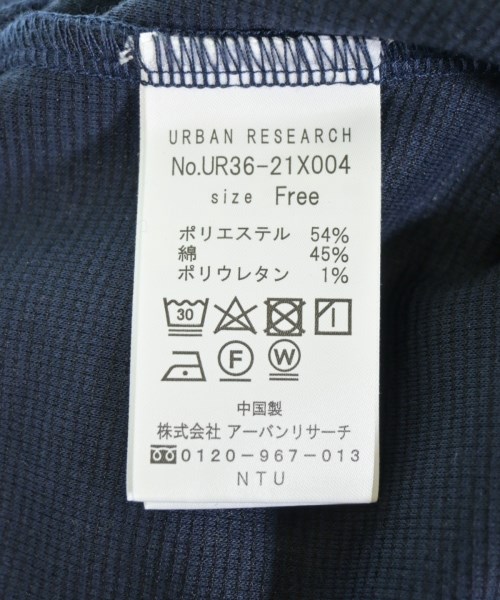 URBAN RESEARCH
No.UR36-21X004
size Free
ポリエステル 54%
綿 45%
ポリウレタン 1%
30
F W
中国製
株式会社 アーバンリサーチ
0120-967-013
NTU